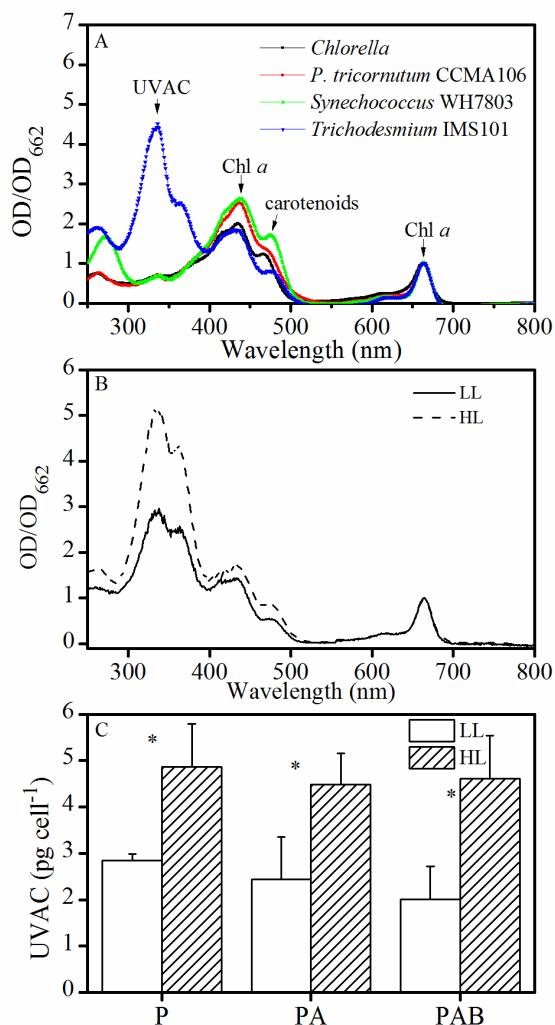 A
Chlorella
P. tricornutum CCMA106
Synechococcus WH7803
Trichodesmium IMS101
UVAC
Chl a
carotenoids
Chl a
OD/OD662
7
6
5
4
3
2
1
0
300 400 500 600 700 800
Wavelength (nm)
B
LL
HL
OD/OD662
6
5
4
3
2
1
0
300 400 500 600 700 800
Wavelength (nm)
C
LL
HL
* * *
UVAC (pg cell-1)
6
5
4
3
2
1
0
P PA PAB